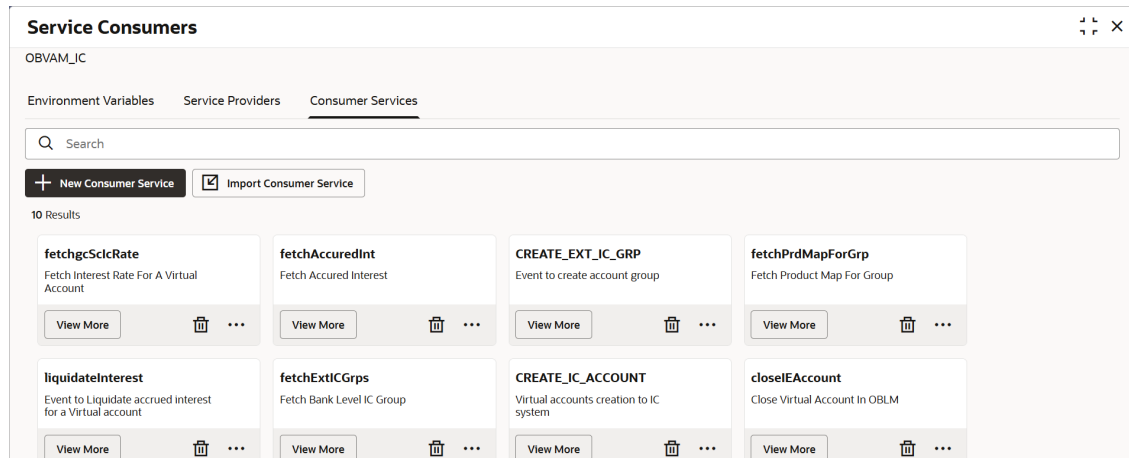 Service Consumers
OBVAM_IC
Environment Variables Service Providers Consumer Services
Search
New Consumer Service Import Consumer Service
10 Results
fetchgcSclcRate fetchAccuredInt CREATE_EXT_IC_GRP fetchPrdMapForGrp
Fetch Interest Rate For A Virtual Fetch Accured Interest Event to create account group Fetch Product Map For Group
Account
View More View More View More View More
liquidateInterest fetchExtICGrps CREATE_IC_ACCOUNT closeIEAccount
Event to Liquidate accrued interest Fetch Bank Level IC Group Virtual accounts creation to IC Close Virtual Account In OBLM
for a Virtual account system
View More View More View More View More